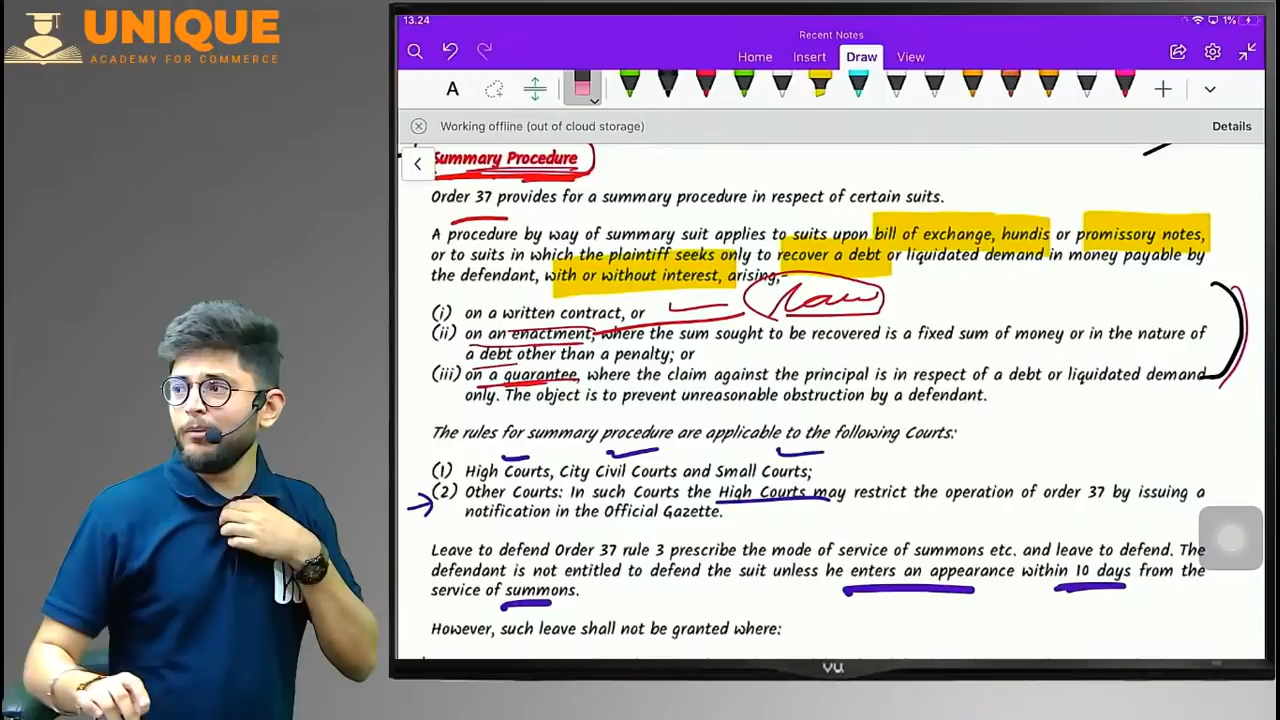 UNIQUE
ACADEMY FOR COMMERCE
13.24
1%
Recent Notes
Home Insert Draw View
A
Working offline (out of cloud storage) Details
Summary Procedure
Order 37 provides for a summary procedure in respect of certain suits.
A procedure by way of summary suit applies to suits upon bill of exchange, hundis or promissory notes,
or to suits in which the plaintiff seeks only to recover a debt or liquidated demand in money payable by
the defendant, with or without interest, arising,-
(i) on a written contract, or
(ii) on an enactment, where the sum sought to be recovered is a fixed sum of money or in the nature of
a debt other than a penalty; or
(iii) on a guarantee, where the claim against the principal is in respect of a debt or liquidated demand
only. The object is to prevent unreasonable obstruction by a defendant.
The rules for summary procedure are applicable to the following Courts:
(1) High Courts, City Civil Courts and Small Courts;
(2) Other Courts: In such Courts the High Courts may restrict the operation of order 37 by issuing a
notification in the Official Gazette.
Leave to defend Order 37 rule 3 prescribe the mode of service of summons etc. and leave to defend. The
defendant is not entitled to defend the suit unless he enters an appearance within 10 days from the
service of summons.
However, such leave shall not be granted where:
vu